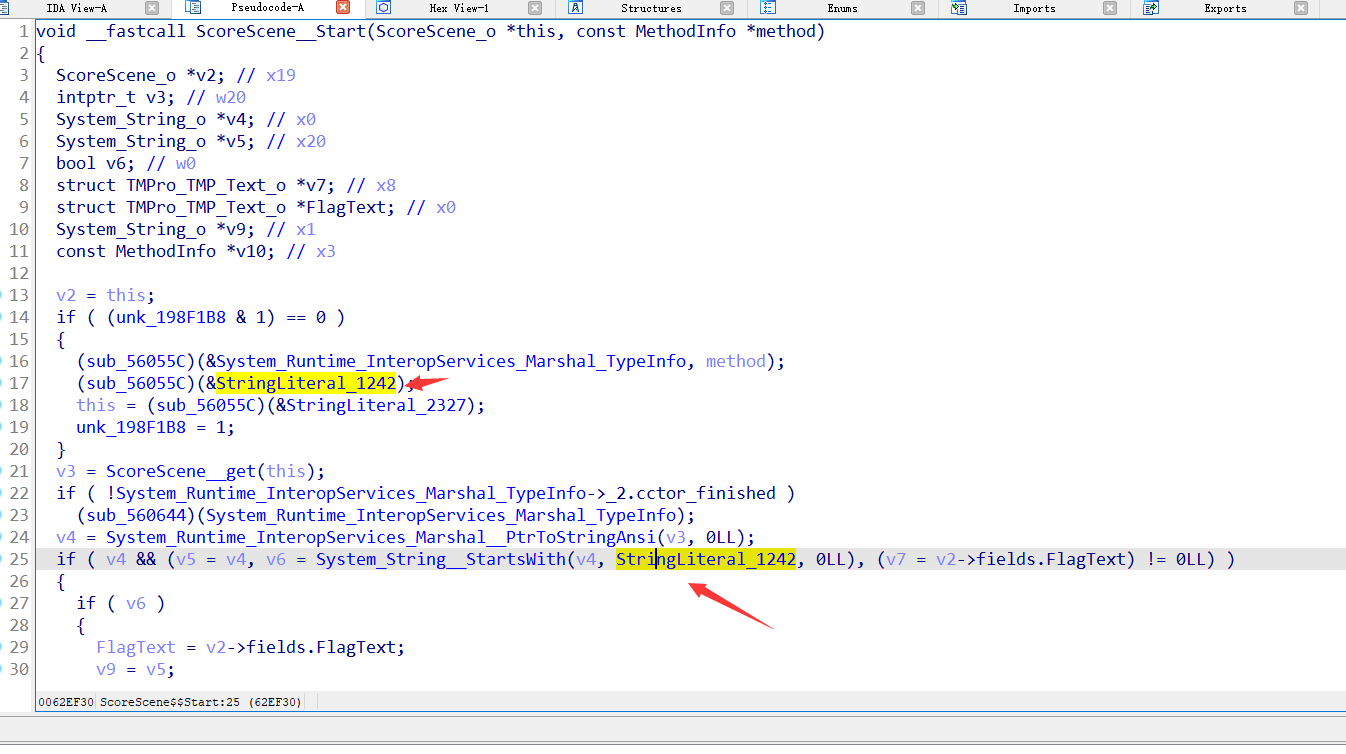 IDA View-A Pseudocode-A Hex View-1 Structures Enums Imports Exports
1 void __fastcall ScoreScene__Start(ScoreScene_o *this, const MethodInfo *method)
2 {
3 ScoreScene_o *v2; // x19
4 intptr_t v3; // w20
5 System_String_o *v4; // x0
6 System_String_o *v5; // x20
7 bool v6; // w0
8 struct TMPro_TMP_Text_o *v7; // x8
9 struct TMPro_TMP_Text_o *FlagText; // x0
10 System_String_o *v9; // x1
11 const MethodInfo *v10; // x3
12
13 v2 = this;
14 if ( (unk_198F1B8 & 1) == 0 )
15 {
16 (sub_56055C)(&System_Runtime_InteropServices_Marshal_TypeInfo, method);
17 (sub_56055C)(&StringLiteral_1242);
18 this = (sub_56055C)(&StringLiteral_2327);
19 unk_198F1B8 = 1;
20 }
21 v3 = ScoreScene__get(this);
22 if ( !System_Runtime_InteropServices_Marshal_TypeInfo->_2.cctor_finished )
23 (sub_560644)(System_Runtime_InteropServices_Marshal_TypeInfo);
24 v4 = System_Runtime_InteropServices_Marshal__PtrToStringAnsi(v3, 0LL);
25 if ( v4 && (v5 = v4, v6 = System_String__StartsWith(v4, StringLiteral_1242, 0LL), (v7 = v2->fields.FlagText) != 0LL) )
26 {
27 if ( v6 )
28 {
29 FlagText = v2->fields.FlagText;
30 v9 = v5;
0062EF30 ScoreScene$$Start:25 (62EF30)